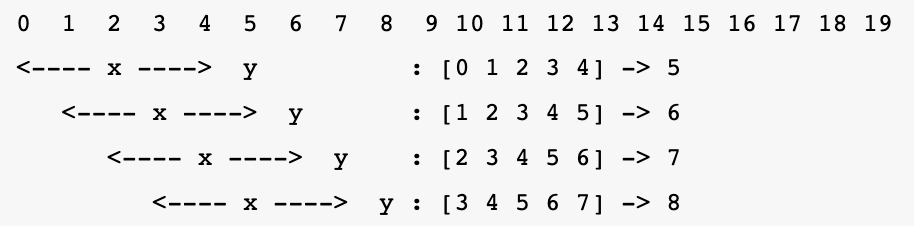 0 1 2 3 4 5 6 7 8 9 10 11 12 13 14 15 16 17 18 19
<---- x ----> y : [0 1 2 3 4] -> 5
<---- x ----> y : [1 2 3 4 5] -> 6
<---- x ----> y : [2 3 4 5 6] -> 7
<---- x ----> y : [3 4 5 6 7] -> 8